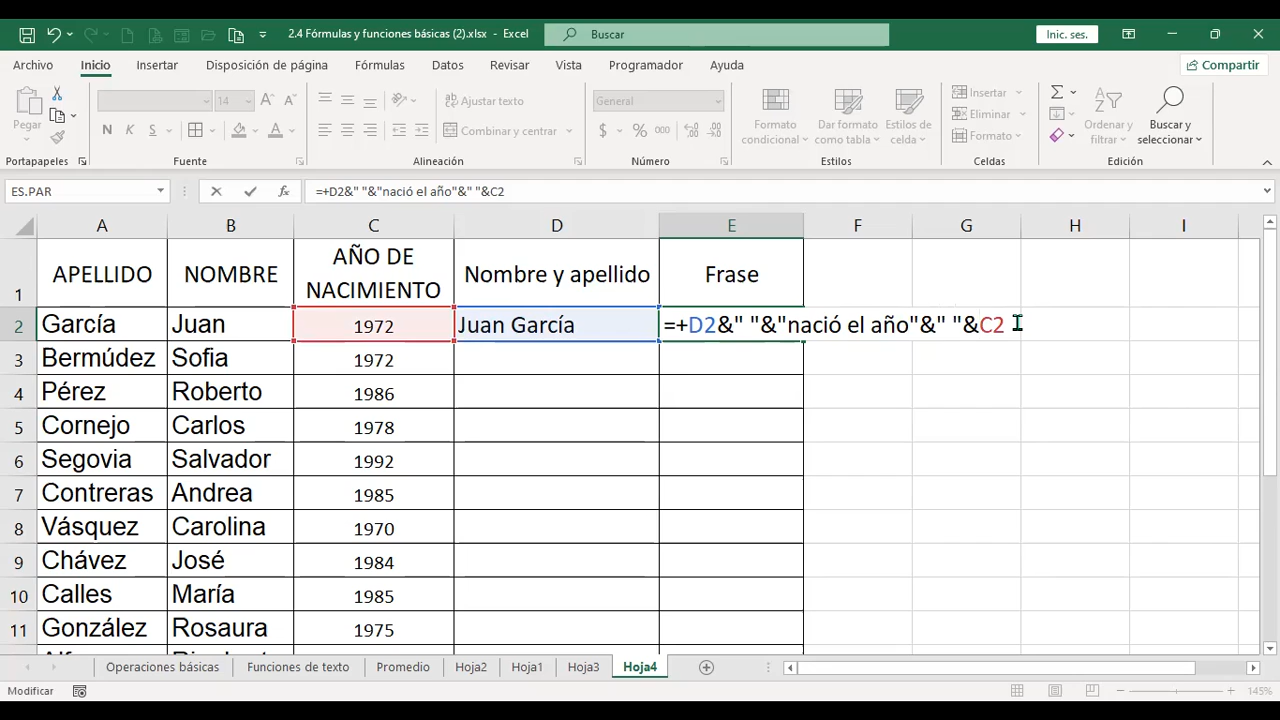 2.4 Fórmulas y funciones básicas (2).xlsx - Excel
Buscar
Inic. ses.
Archivo Inicio Insertar Disposición de página Fórmulas Datos Revisar Vista Programador Ayuda Compartir
Pegar
14 A A
Ajustar texto
General
Formato condicional
Dar formato como tabla
Estilos de celda
Insertar
Eliminar
Formato
Ordenar y filtrar
Buscar y seleccionar
N K S
Combinar y centrar
$ % 000
Portapapeles Fuente Alineación Número Estilos Celdas Edición
ES.PAR fx =+D2&" "&"nació el año"&" "&C2
A B C D E F G H I
1 APELLIDO NOMBRE AÑO DE NACIMIENTO Nombre y apellido Frase
2 García Juan 1972 Juan García =+D2&" "&"nació el año"&" "&C2
3 Bermúdez Sofia 1972
4 Pérez Roberto 1986
5 Cornejo Carlos 1978
6 Segovia Salvador 1992
7 Contreras Andrea 1985
8 Vásquez Carolina 1970
9 Chávez José 1984
10 Calles María 1985
11 González Rosaura 1975
Operaciones básicas Funciones de texto Promedio Hoja2 Hoja1 Hoja3 Hoja4
Modificar 145%